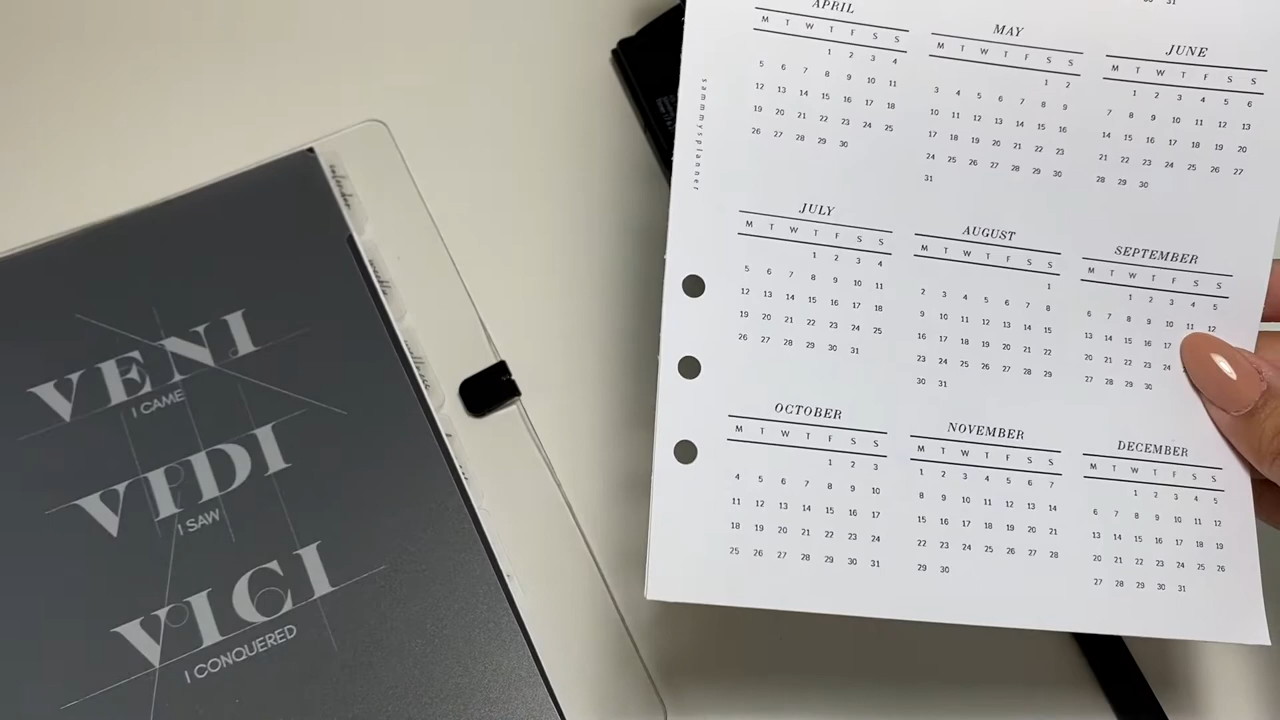 VENI
I CAME
VIDI
I SAW
VICI
I CONQUERED
calendar
weekly
wellness
sammysplanner
31
APRIL
M T W T F S S
1 2 3 4
5 6 7 8 9 10 11
12 13 14 15 16 17 18
19 20 21 22 23 24 25
26 27 28 29 30
MAY
M T W T F S S
1 2
3 4 5 6 7 8 9
10 11 12 13 14 15 16
17 18 19 20 21 22 23
24 25 26 27 28 29 30
31
JUNE
M T W T F S S
1 2 3 4 5 6
7 8 9 10 11 12 13
14 15 16 17 18 19 20
21 22 23 24 25 26 27
28 29 30
JULY
M T W T F S S
1 2 3 4
5 6 7 8 9 10 11
12 13 14 15 16 17 18
19 20 21 22 23 24 25
26 27 28 29 30 31
AUGUST
M T W T F S S
1
2 3 4 5 6 7 8
9 10 11 12 13 14 15
16 17 18 19 20 21 22
23 24 25 26 27 28 29
30 31
SEPTEMBER
M T W T F S S
1 2 3 4 5
6 7 8 9 10 11 12
13 14 15 16 17
20 21 22 23 24
27 28 29 30
OCTOBER
M T W T F S S
1 2 3
4 5 6 7 8 9 10
11 12 13 14 15 16 17
18 19 20 21 22 23 24
25 26 27 28 29 30 31
NOVEMBER
M T W T F S S
1 2 3 4 5 6 7
8 9 10 11 12 13 14
15 16 17 18 19 20 21
22 23 24 25 26 27 28
29 30
DECEMBER
M T W T F S S
1 2 3 4 5
6 7 8 9 10 11 12
13 14 15 16 17 18 19
20 21 22 23 24 25 26
27 28 29 30 31